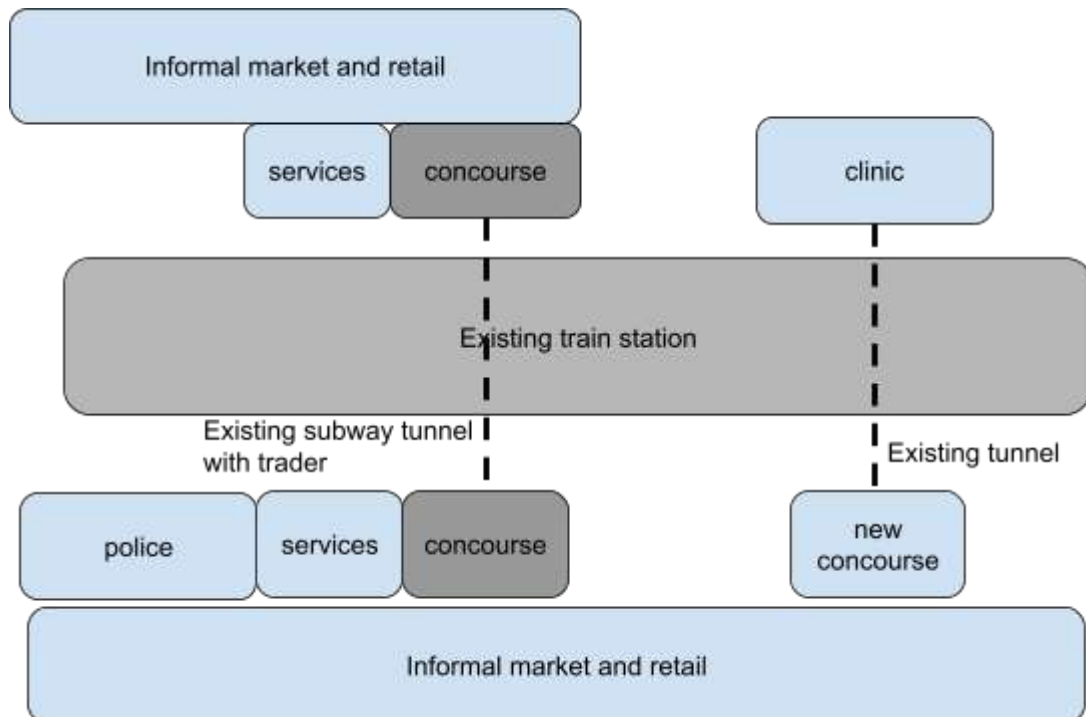 Informal market and retail
services
concourse
clinic
Existing train station
Existing subway tunnel
with trader
Existing tunnel
police
services
concourse
new
concourse
Informal market and retail